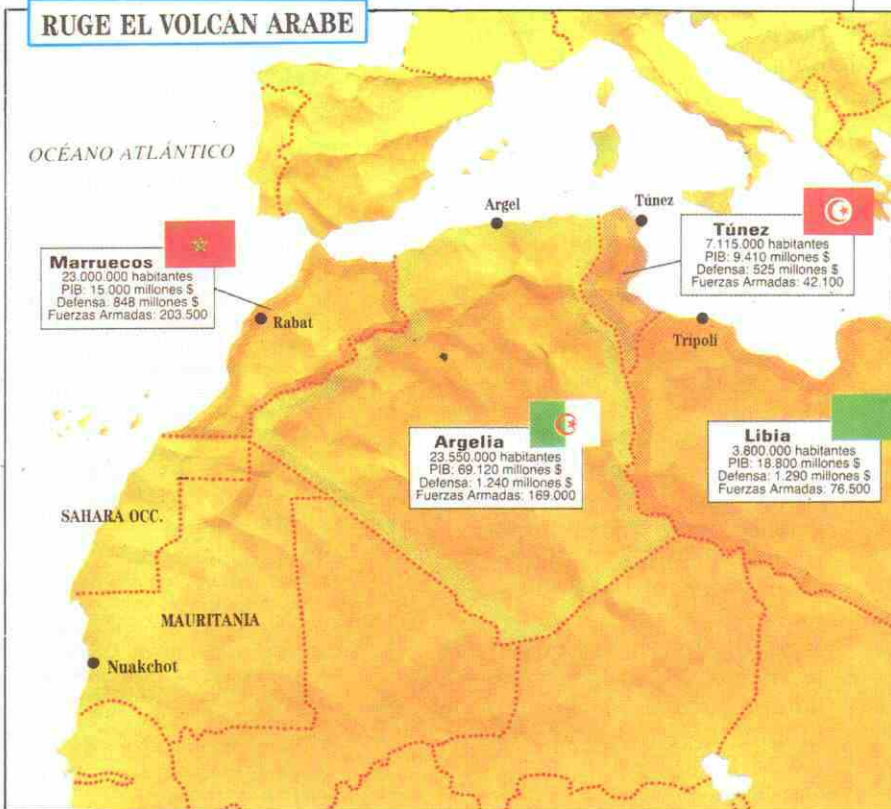 RUGE EL VOLCAN ARABE
OCÉANO ATLÁNTICO
Argel
Túnez
Marruecos
23.000.000 habitantes
PIB: 15.000 millones $
Defensa: 848 millones $
Fuerzas Armadas: 203.500
Túnez
7.115.000 habitantes
PIB: 9.410 millones $
Defensa: 525 millones $
Fuerzas Armadas: 42.100
Rabat
Trípoli
Argelia
23.550.000 habitantes
PIB: 69.120 millones $
Defensa: 1.240 millones $
Fuerzas Armadas: 169.000
Libia
3.800.000 habitantes
PIB: 18.800 millones $
Defensa: 1.290 millones $
Fuerzas Armadas: 76.500
SAHARA OCC.
MAURITANIA
Nuakchot